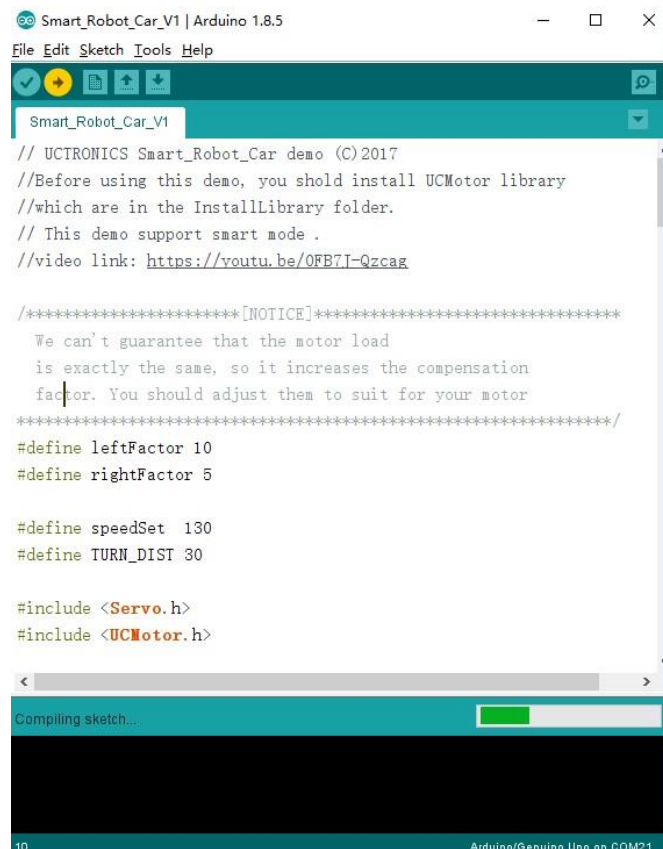 Smart_Robot_Car_V1 | Arduino 1.8.5
File Edit Sketch Tools Help
Smart_Robot_Car_V1
// UCTRONICS Smart_Robot_Car demo (C)2017
//Before using this demo, you shold install UCMotor library
//which are in the InstallLibrary folder.
// This demo support smart mode .
//video link: https://youtu.be/0FB7J-Qzcag
/***********************[NOTICE]*********************************
We can't guarantee that the motor load
is exactly the same, so it increases the compensation
factor. You should adjust them to suit for your motor
****************************************************************/
#define leftFactor 10
#define rightFactor 5
#define speedSet  130
#define TURN_DIST 30
#include <Servo.h>
#include <UCMotor.h>
Compiling sketch...
10 Arduino/Genuino Uno on COM21